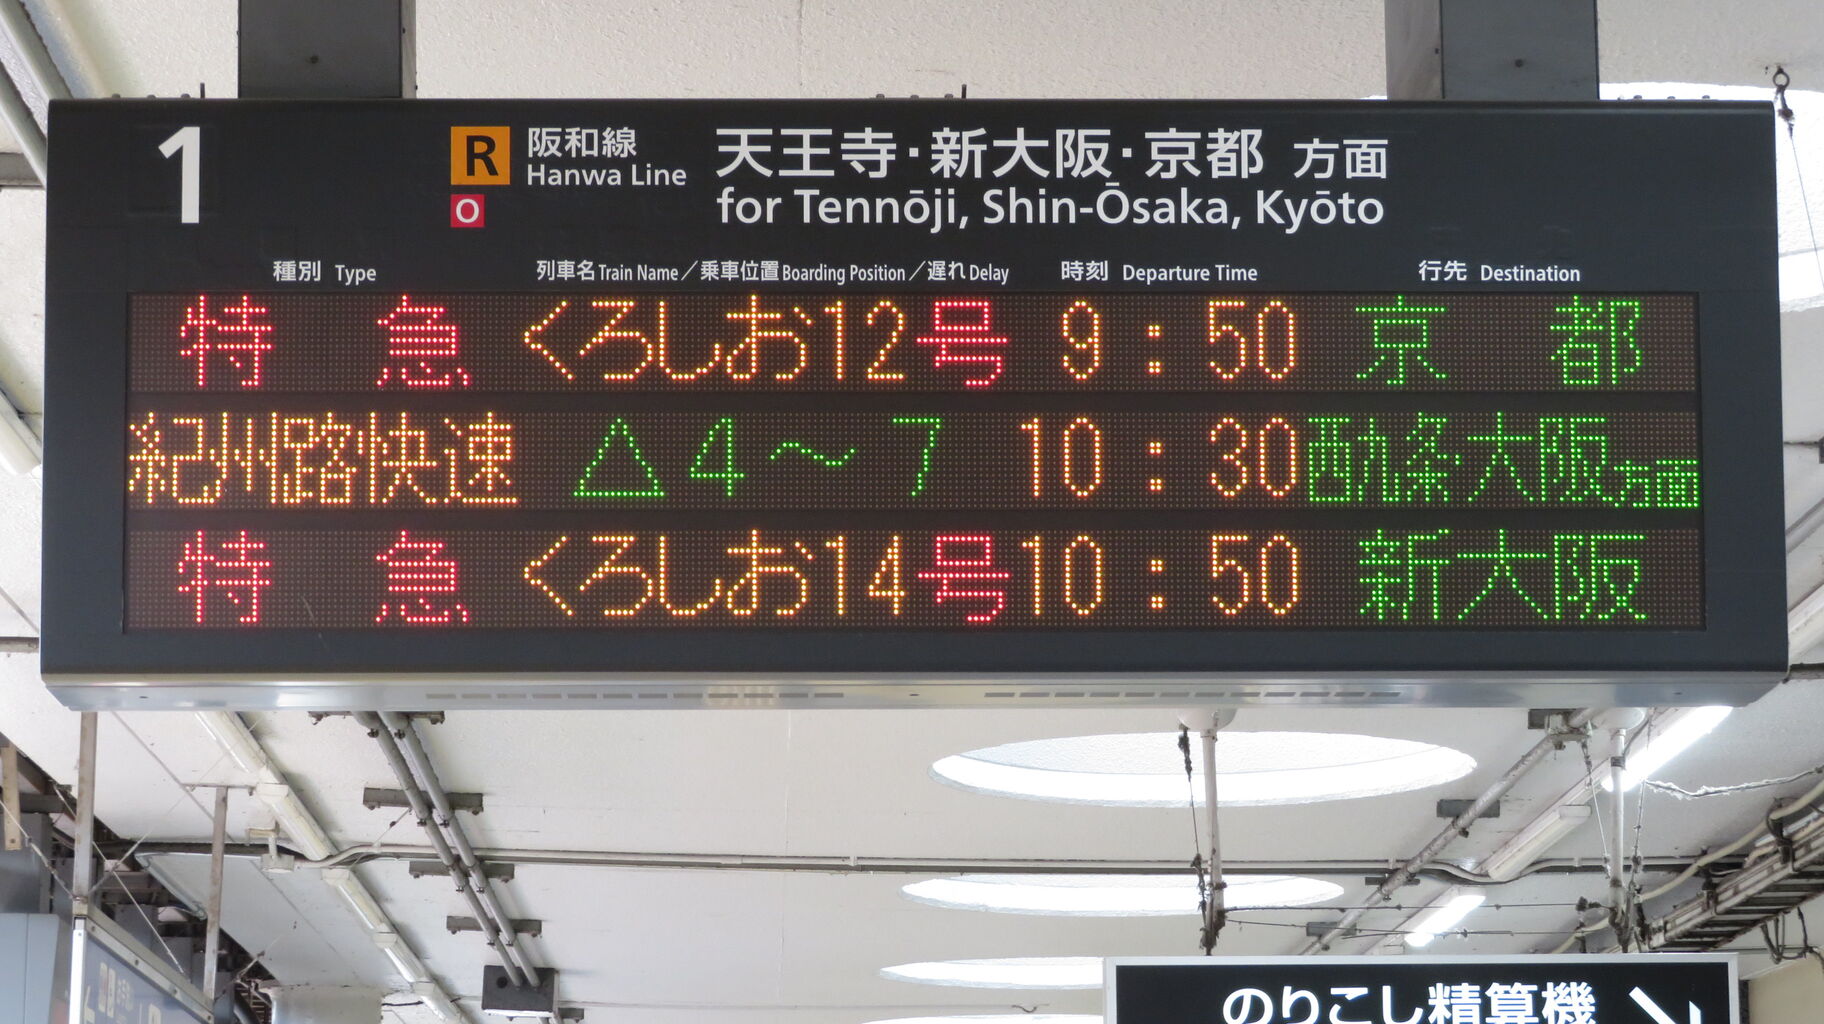 1
R 阪和線 天王寺・新大阪・京都 方面
Hanwa Line
O for Tennōji, Shin-Ōsaka, Kyōto
種別 Type 列車名 Train Name／乗車位置 Boarding Position／遅れ Delay 時刻 Departure Time 行先 Destination
特急 くろしお12号 9:50 京都
紀州路快速 △4～7 10:30 西九条大阪方面
特急 くろしお14号 10:50 新大阪
のりこし精算機 ↘